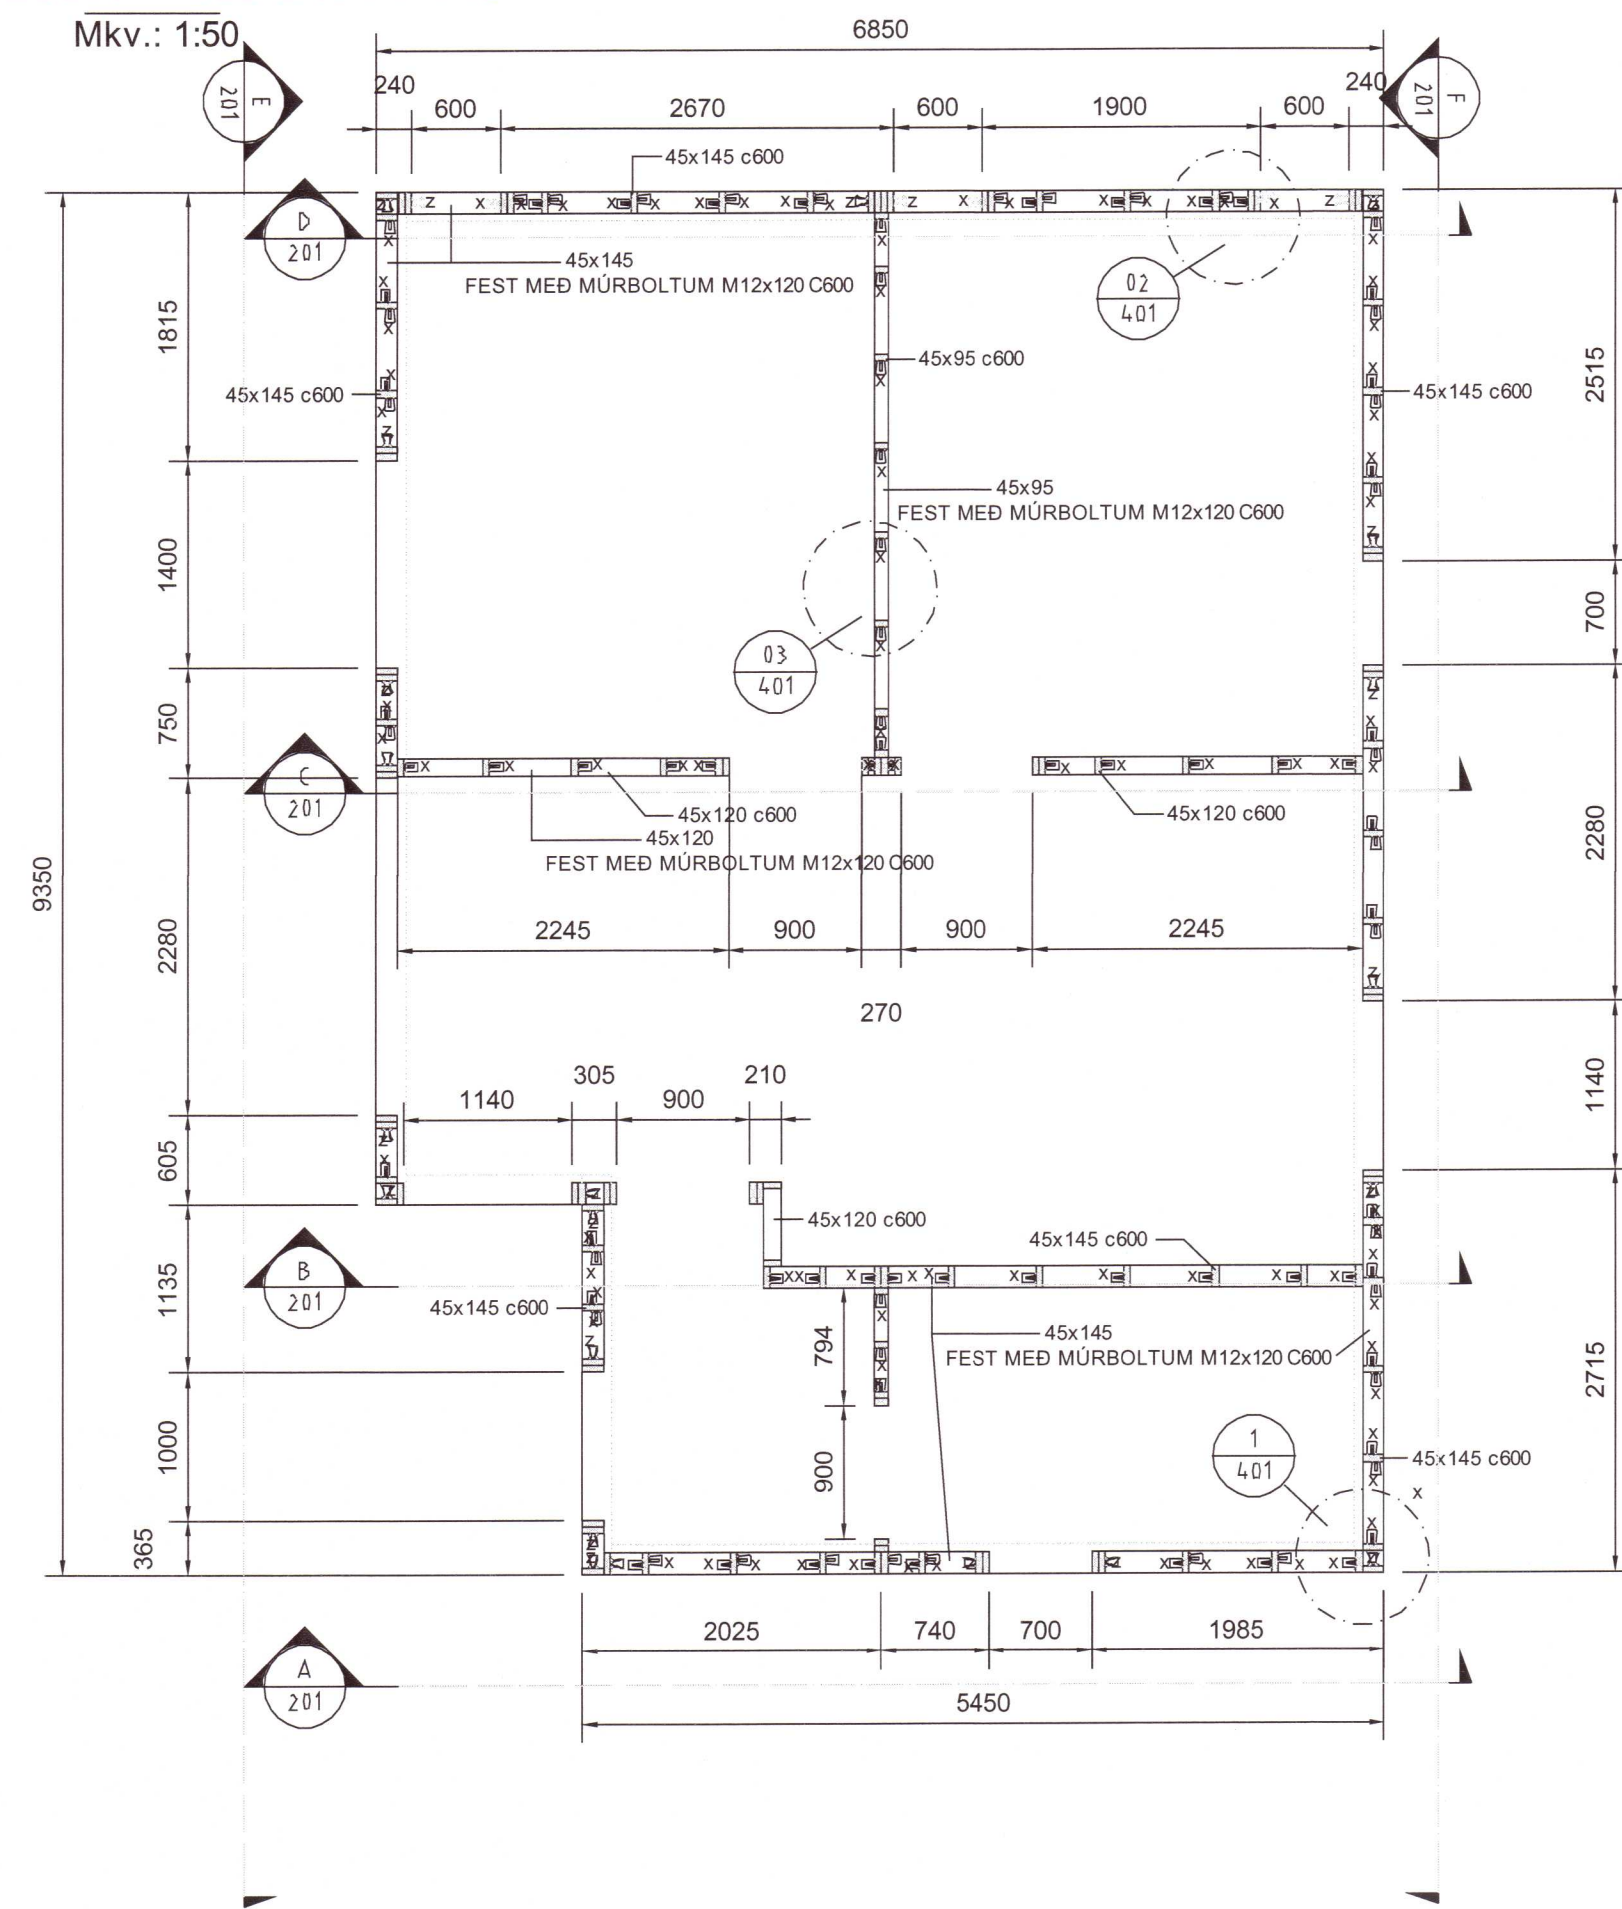 Mkv.: 1:50
6850
240
240
600
2670
600
1900
600
E
201
F
201
45x145 c600
D
201
45x145
FEST MEÐ MÚRBOLTUM M12x120 C600
02
401
1815
45x95 c600
2515
45x145 c600
45x145 c600
45x95
FEST MEÐ MÚRBOLTUM M12x120 C600
1400
700
03
401
750
C
201
45x120 c600
45x120 c600
45x120
FEST MEÐ MÚRBOLTUM M12x120 C600
2280
9350
2245
900
900
2245
2280
270
305
210
1140
900
1140
605
45x120 c600
45x145 c600
B
201
1135
45x145 c600
45x145
FEST MEÐ MÚRBOLTUM M12x120 C600
794
2715
1
401
45x145 c600
1000
900
365
2025
740
700
1985
A
201
5450